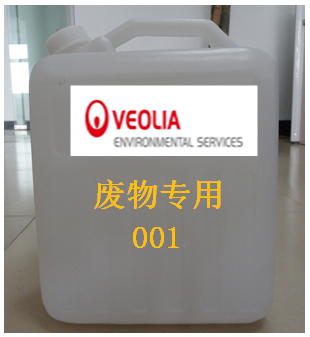 VEOLIA
ENVIRONMENTAL SERVICES
废物专用
001